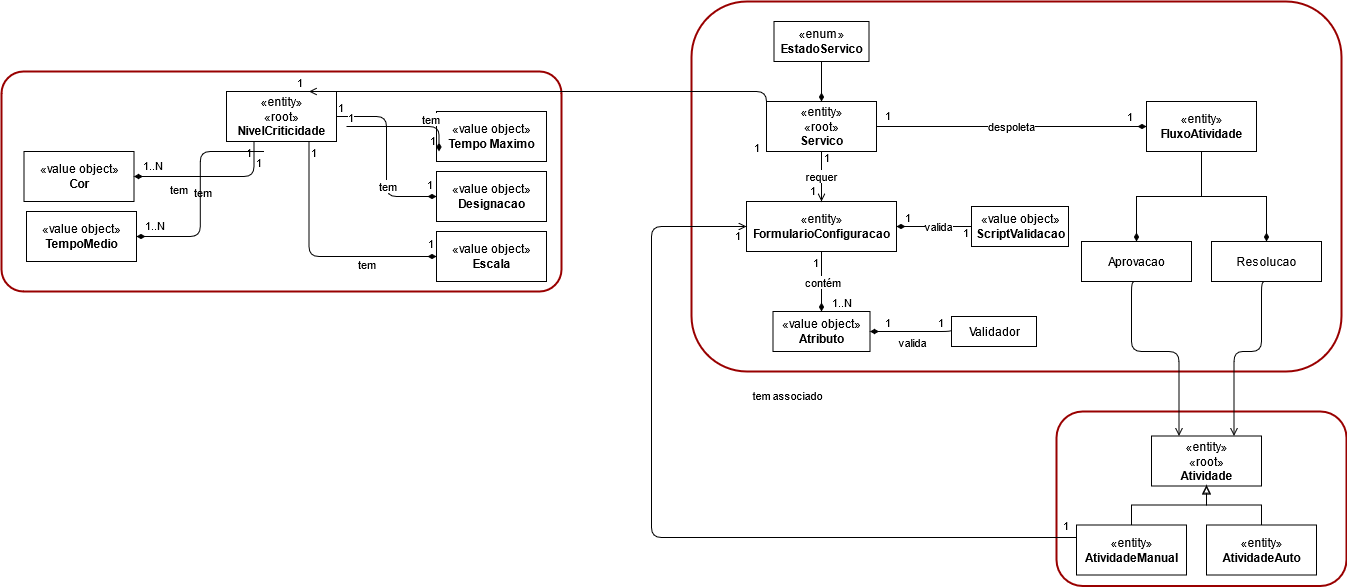 «enum»
EstadoServico
1
«entity»
«root»
NivelCriticidade
1
1
tem
1
«value object»
Tempo Maximo
«value object»
Cor
1..N
1
1
1
tem
tem
tem
1
«value object»
Designacao
«value object»
TempoMedio
1..N
1
«value object»
Escala
tem
«entity»
«root»
Servico
1
1
despoleta
1
«entity»
FluxoAtividade
1
requer
1
«entity»
FormularioConfiguracao
1
1
valida
1
«value object»
ScriptValidacao
Aprovacao
Resolucao
1
contém
1..N
«value object»
Atributo
1
valida
1
Validador
tem associado
«entity»
«root»
Atividade
1
«entity»
AtividadeManual
«entity»
AtividadeAuto